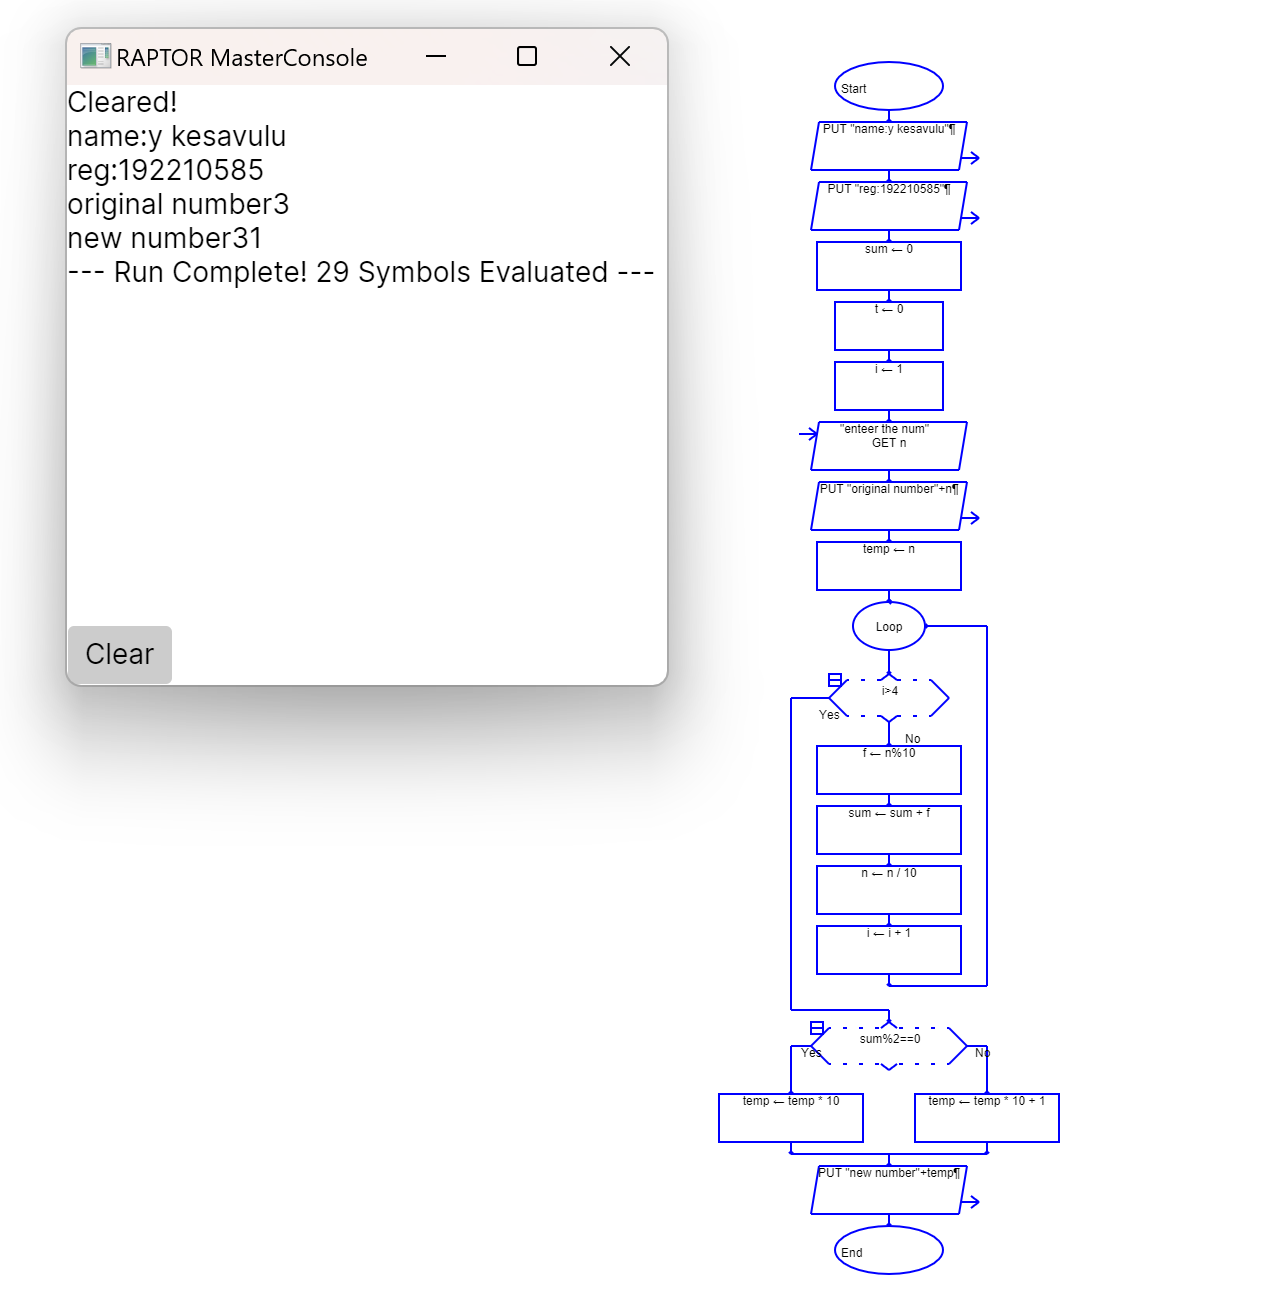 RAPTOR MasterConsole
Cleared!
name:y kesavulu
reg:192210585
original number3
new number31
--- Run Complete! 29 Symbols Evaluated ---
Clear
Start
PUT "name:y kesavulu"¶
PUT "reg:192210585"¶
sum ← 0
t ← 0
i ← 1
"enteer the num"
GET n
PUT "original number"+n¶
temp ← n
Loop
i>4
Yes
No
f ← n%10
sum ← sum + f
n ← n / 10
i ← i + 1
sum%2==0
Yes
No
temp ← temp * 10
temp ← temp * 10 + 1
PUT "new number"+temp¶
End